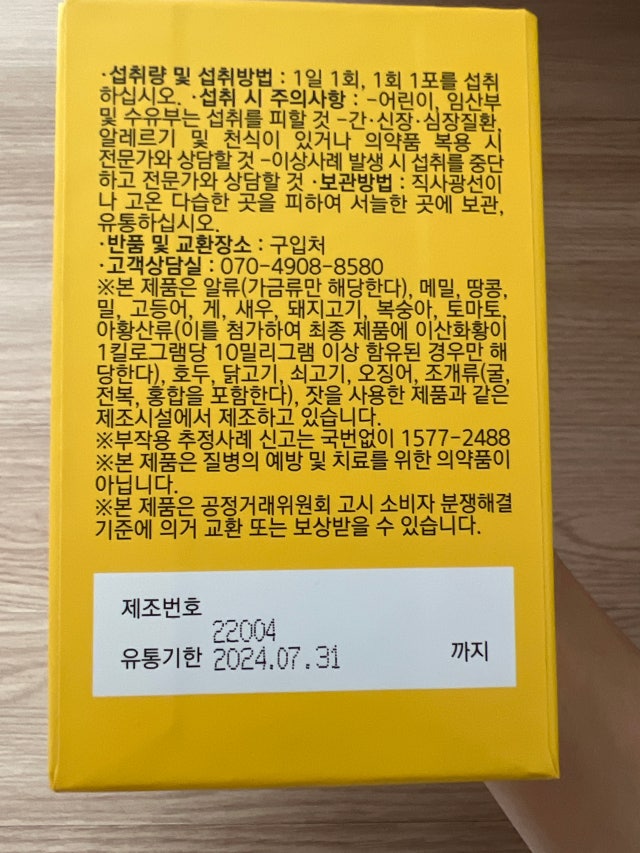 ·섭취량 및 섭취방법 : 1일 1회, 1회 1포를 섭취
하십시오. ·섭취 시 주의사항 : -어린이, 임산부
및 수유부는 섭취를 피할 것 -간·신장·심장질환,
알레르기 및 천식이 있거나 의약품 복용 시
전문가와 상담할 것 -이상사례 발생 시 섭취를 중단
하고 전문가와 상담할 것 ·보관방법 : 직사광선이
나 고온 다습한 곳을 피하여 서늘한 곳에 보관,
유통하십시오.
·반품 및 교환장소 : 구입처
·고객상담실 : 070-4908-8580
※본 제품은 알류(가금류만 해당한다), 메밀, 땅콩,
밀, 고등어, 게, 새우, 돼지고기, 복숭아, 토마토,
아황산류(이를 첨가하여 최종 제품에 이산화황이
1킬로그램당 10밀리그램 이상 함유된 경우만 해
당한다), 호두, 닭고기, 쇠고기, 오징어, 조개류(굴,
전복, 홍합을 포함한다), 잣을 사용한 제품과 같은
제조시설에서 제조하고 있습니다.
※부작용 추정사례 신고는 국번없이 1577-2488
※본 제품은 질병의 예방 및 치료를 위한 의약품이
아닙니다.
※본 제품은 공정거래위원회 고시 소비자 분쟁해결
기준에 의거 교환 또는 보상받을 수 있습니다.
제조번호
22004
유통기한 2024.07.31 까지